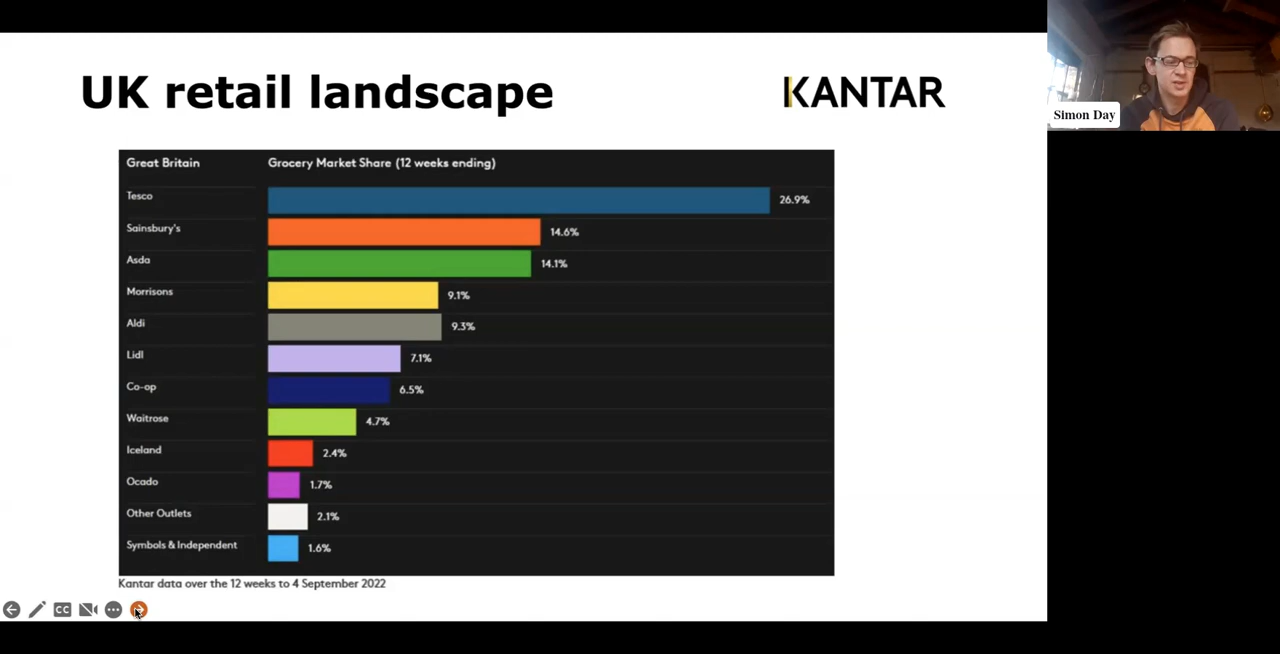 UK retail landscape
KANTAR
Simon Day
Great Britain Grocery Market Share (12 weeks ending)
Tesco 26.9%
Sainsbury's 14.6%
Asda 14.1%
Morrisons 9.1%
Aldi 9.3%
Lidl 7.1%
Co-op 6.5%
Waitrose 4.7%
Iceland 2.4%
Ocado 1.7%
Other Outlets 2.1%
Symbols & Independent 1.6%
Kantar data over the 12 weeks to 4 September 2022
CC